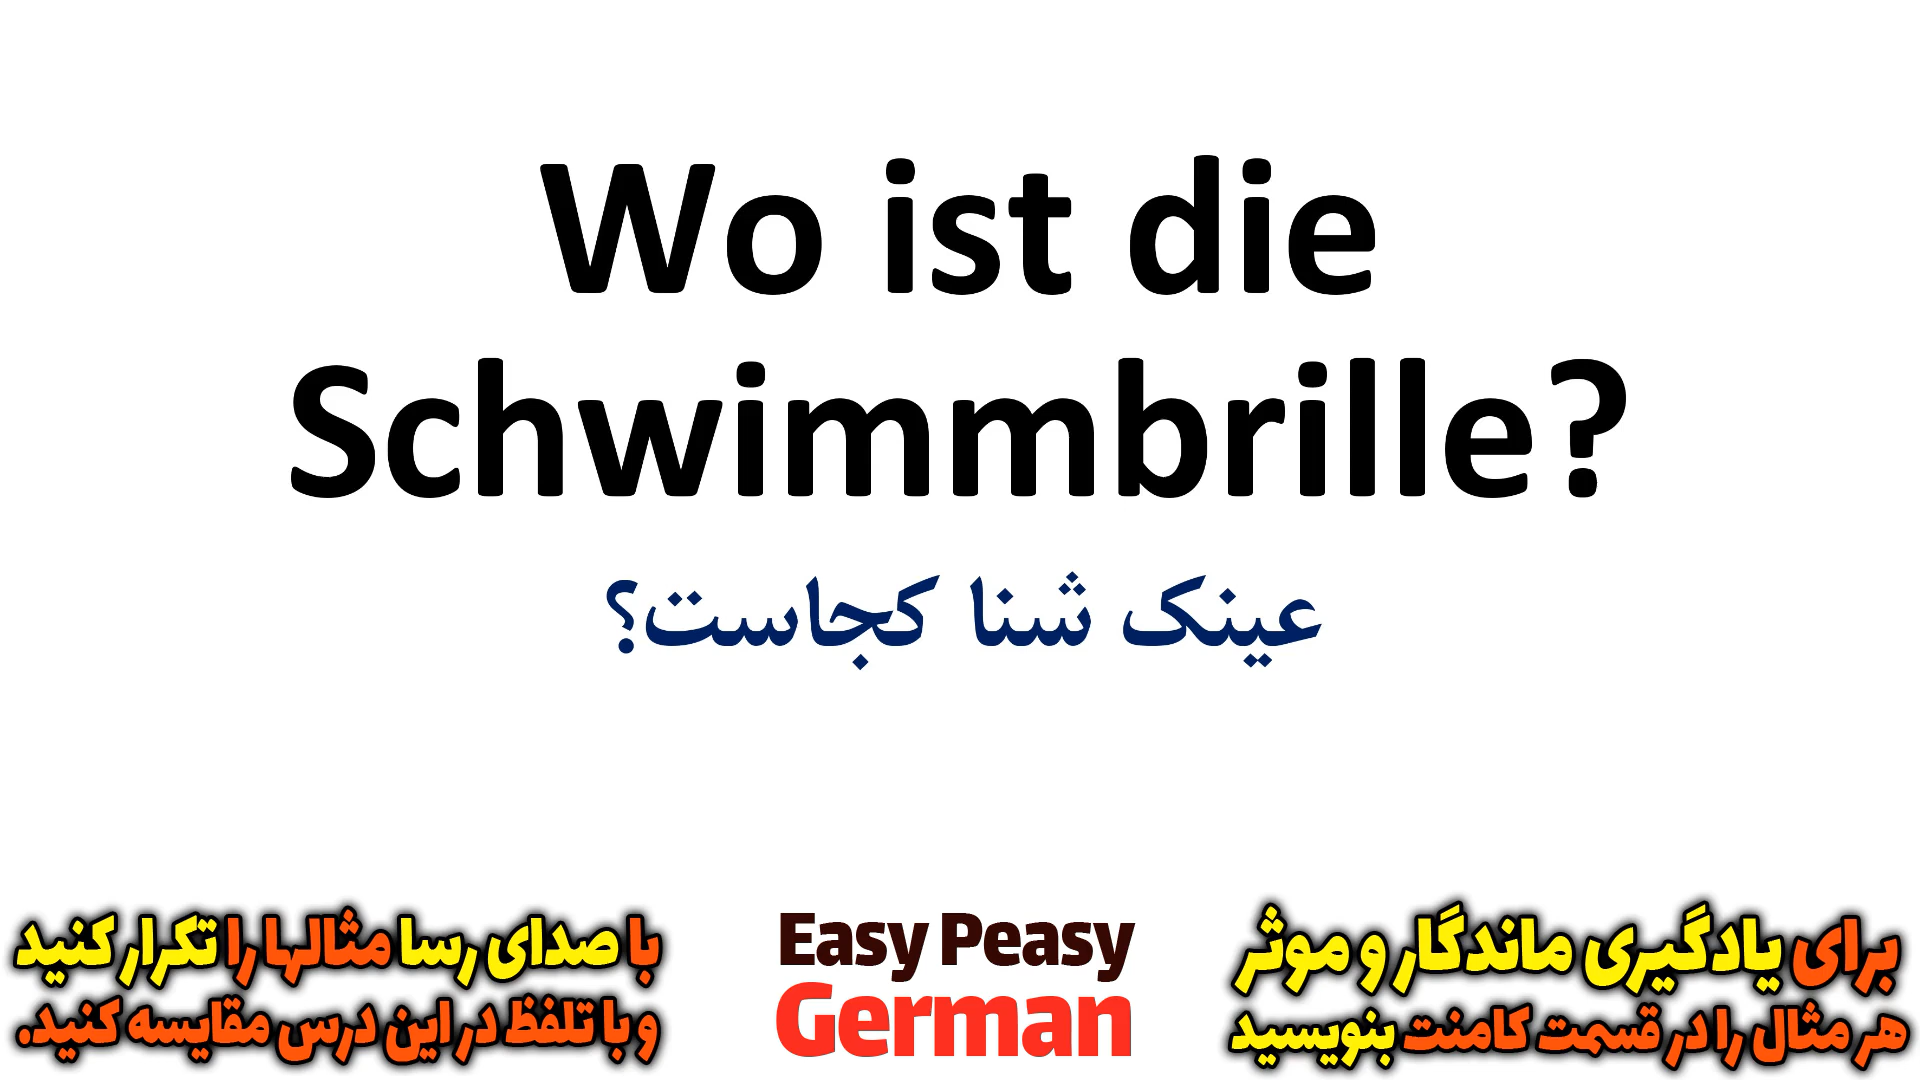 Wo ist die
Schwimmbrille?
عینک شنا کجاست؟
برای یادگیری ماندگار و موثر
هر مثال را در قسمت کامنت بنویسید
Easy Peasy
German
با صدای رسا مثالها را تکرار کنید
و با تلفظ در این درس مقایسه کنید.